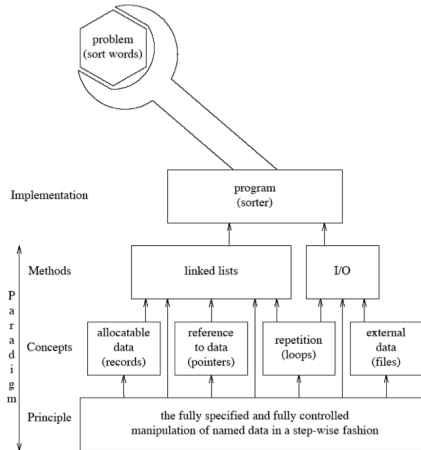 problem
(sort words)
Implementation
program
(sorter)
Methods
linked lists
I/O
Paradigm
Concepts
allocatable
data
(records)
reference
to data
(pointers)
repetition
(loops)
external
data
(files)
Principle
the fully specified and fully controlled
manipulation of named data in a step-wise fashion